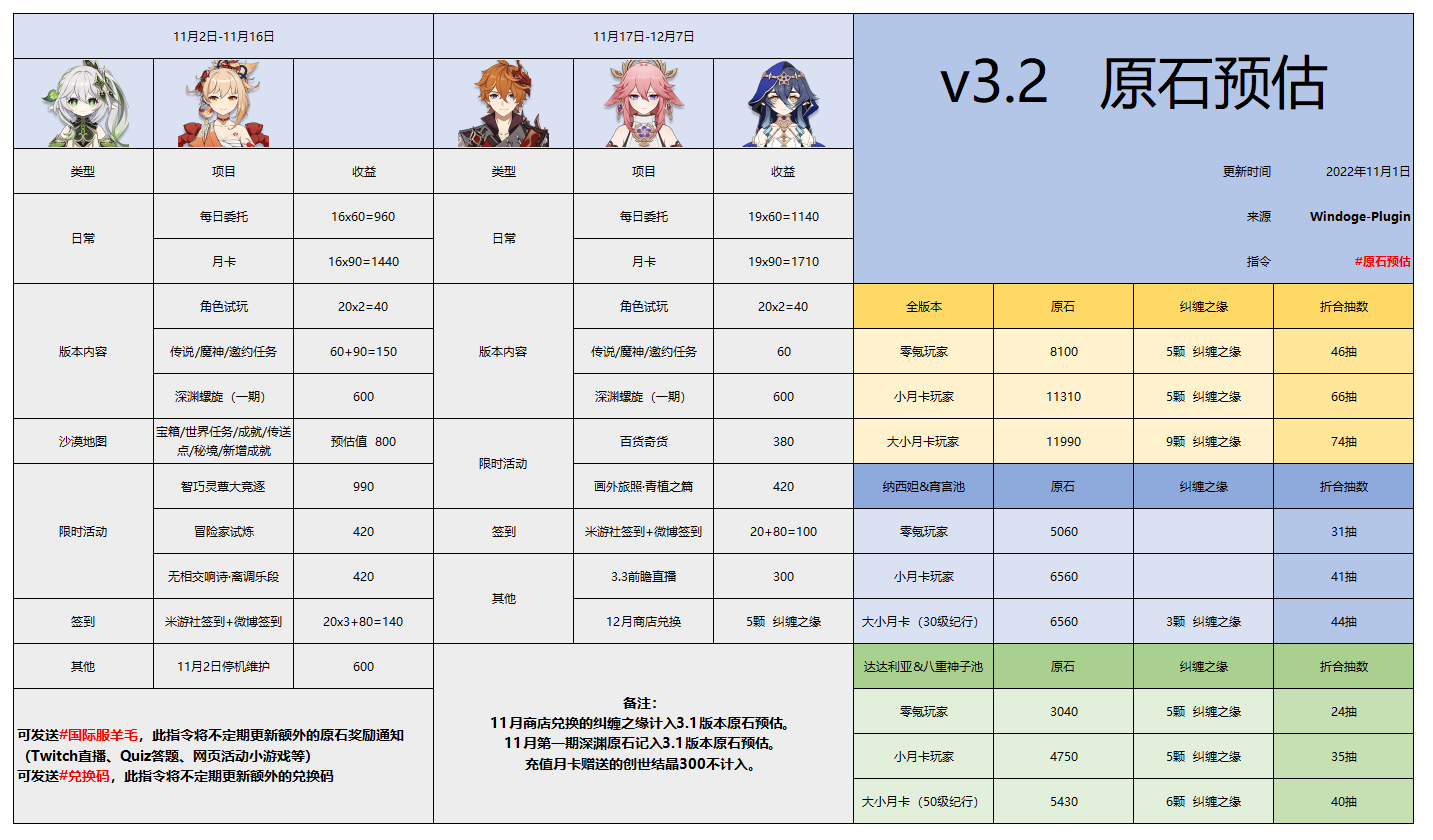 11月2日-11月16日
11月17日-12月7日
v3.2 原石预估
类型 项目 收益 类型 项目 收益
更新时间 2022年11月1日
日常
每日委托 16x60=960
日常
每日委托 19x60=1140
来源 Windoge-Plugin
月卡 16x90=1440
月卡 19x90=1710
指令 #原石预估
版本内容
角色试玩 20x2=40
版本内容
角色试玩 20x2=40
全版本 原石 纠缠之缘 折合抽数
传说/魔神/邀约任务 60+90=150
传说/魔神/邀约任务 60
零氪玩家 8100 5颗 纠缠之缘 46抽
深渊螺旋（一期） 600
深渊螺旋（一期） 600
小月卡玩家 11310 5颗 纠缠之缘 66抽
沙漠地图
宝箱/世界任务/成就/传送
点/秘境/新增成就
预估值 800
限时活动
百货奇货 380
大小月卡玩家 11990 9颗 纠缠之缘 74抽
限时活动
智巧灵蕈大竞逐 990
画外旅照·青植之篇 420
纳西妲&宵宫池 原石 纠缠之缘 折合抽数
冒险家试炼 420
签到 米游社签到+微博签到 20+80=100
零氪玩家 5060 31抽
无相交响诗·裔调乐段 420
其他
3.3前瞻直播 300
小月卡玩家 6560 41抽
签到 米游社签到+微博签到 20x3+80=140
12月商店兑换 5颗 纠缠之缘
大小月卡（30级纪行） 6560 3颗 纠缠之缘 44抽
其他 11月2日停机维护 600
达达利亚&八重神子池 原石 纠缠之缘 折合抽数
可发送#国际服羊毛，此指令将不定期更新额外的原石奖励通知
（Twitch直播、Quiz答题、网页活动小游戏等）
可发送#兑换码，此指令将不定期更新额外的兑换码
备注：
11月商店兑换的纠缠之缘计入3.1版本原石预估。
11月第一期深渊原石记入3.1版本原石预估。
充值月卡赠送的创世结晶300不计入。
零氪玩家 3040 5颗 纠缠之缘 24抽
小月卡玩家 4750 5颗 纠缠之缘 35抽
大小月卡（50级纪行） 5430 6颗 纠缠之缘 40抽